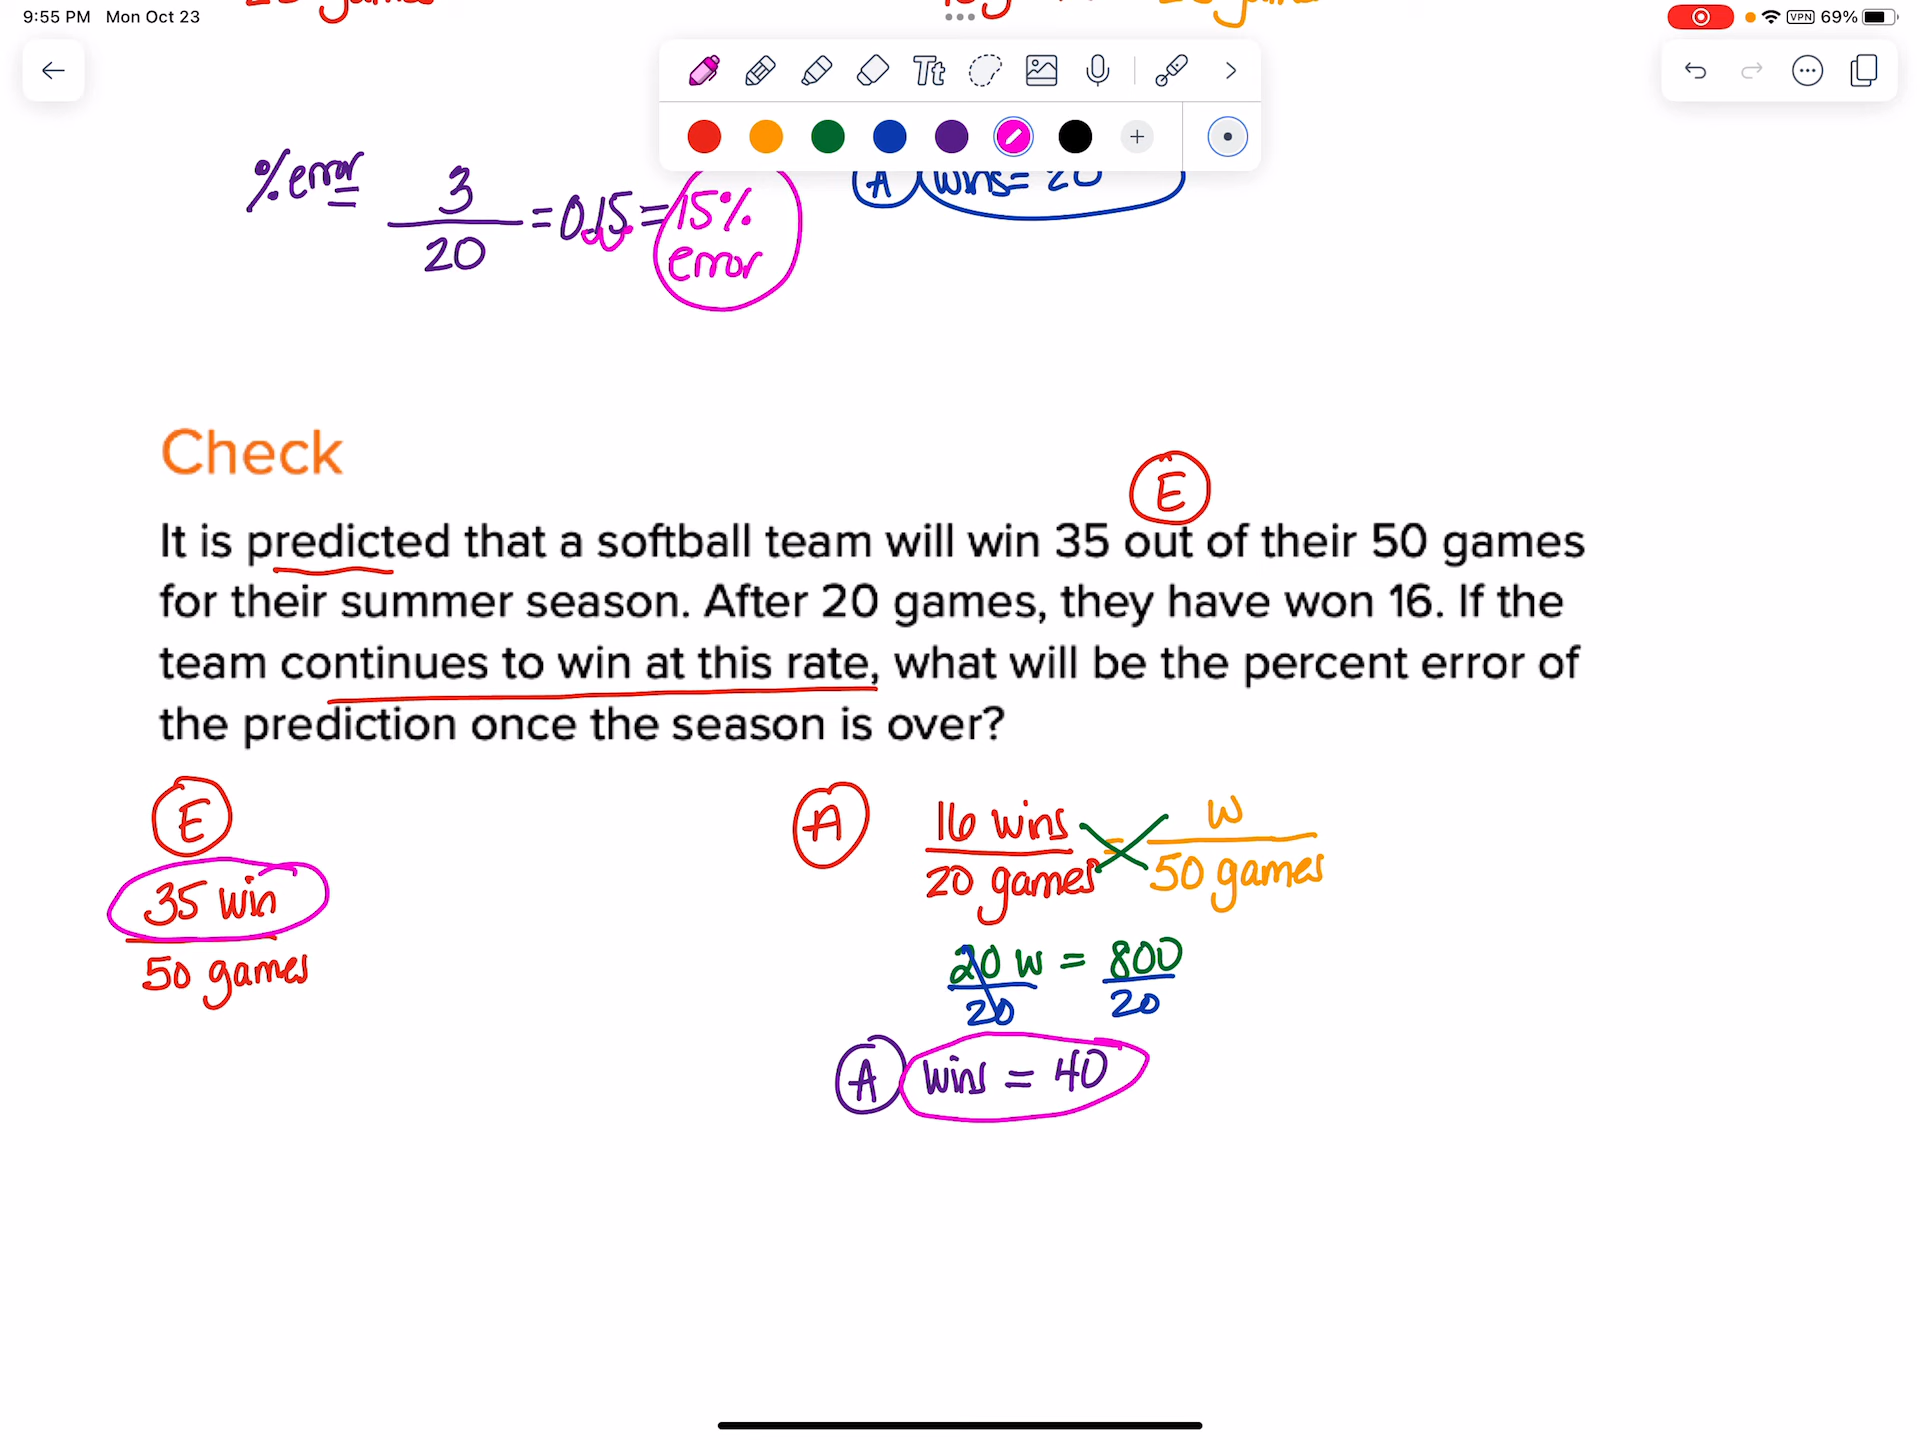 9:55 PM Mon Oct 23
VPN 69%
Tt
% error 3/20 = 0.15 = 15% error
A wins = 20
Check
E
It is predicted that a softball team will win 35 out of their 50 games
for their summer season. After 20 games, they have won 16. If the
team continues to win at this rate, what will be the percent error of
the prediction once the season is over?
E
35 win
50 games
A
16 wins = w
20 games 50 games
20 w = 800
20 20
A wins = 40